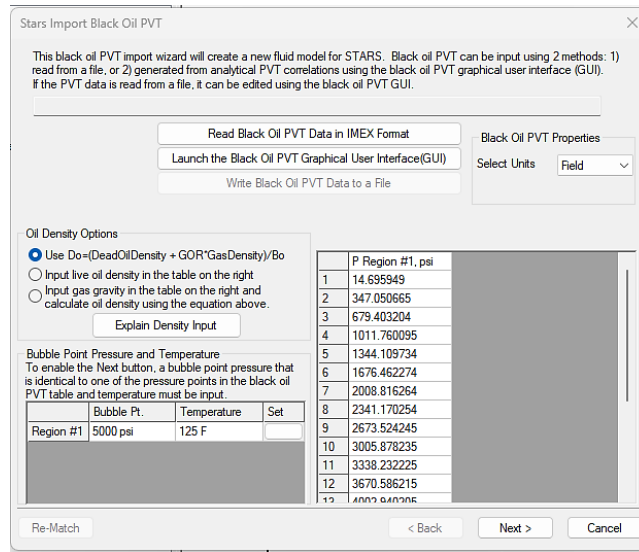 Stars Import Black Oil PVT
This black oil PVT import wizard will create a new fluid model for STARS. Black oil PVT can be input using 2 methods: 1)
read from a file, or 2) generated from analytical PVT correlations using the black oil PVT graphical user interface (GUI).
If the PVT data is read from a file, it can be edited using the black oil PVT GUI.
Read Black Oil PVT Data in IMEX Format
Launch the Black Oil PVT Graphical User Interface(GUI)
Write Black Oil PVT Data to a File
Black Oil PVT Properties
Select Units Field
Oil Density Options
Use Do=(DeadOilDensity + GOR*GasDensity)/Bo
Input live oil density in the table on the right
Input gas gravity in the table on the right and
calculate oil density using the equation above.
Explain Density Input
Bubble Point Pressure and Temperature
To enable the Next button, a bubble point pressure that
is identical to one of the pressure points in the black oil
PVT table and temperature must be input.
Bubble Pt. Temperature Set
Region #1 5000 psi 125 F
P Region #1, psi
1 14.695949
2 347.050665
3 679.403204
4 1011.760095
5 1344.109734
6 1676.462274
7 2008.816264
8 2341.170254
9 2673.524245
10 3005.878235
11 3338.232225
12 3670.586215
13 4002.940205
Re-Match
< Back
Next >
Cancel